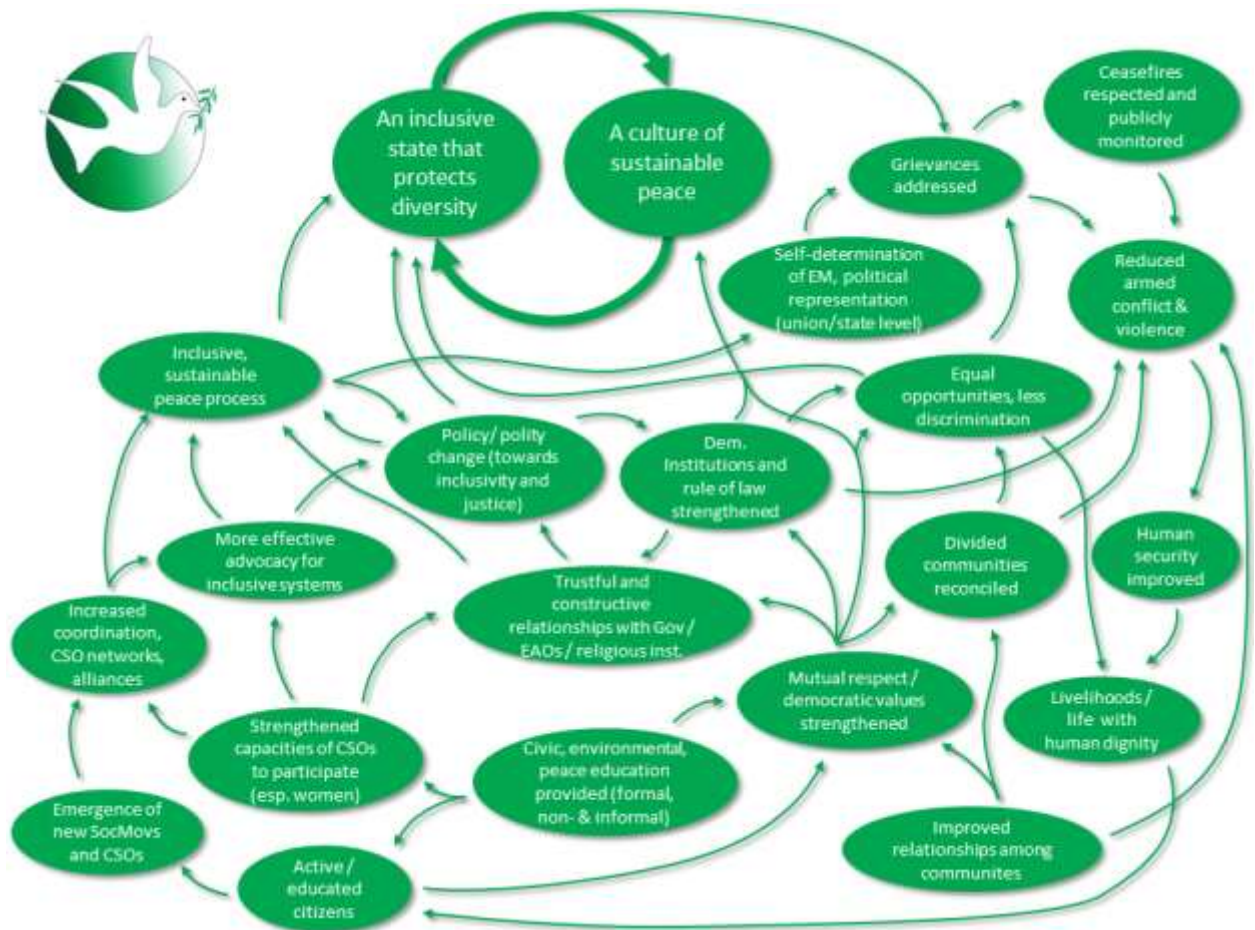 An inclusive
state that
protects
diversity
A culture of
sustainable
peace
Ceasefires
respected and
publicly
monitored
Grievances
addressed
Self-determination
of EM, political
representation
(union/state level)
Reduced
armed
conflict &
violence
Inclusive,
sustainable
peace process
Equal
opportunities, less
discrimination
Policy/ polity
change (towards
inclusivity and
justice)
Dem.
Institutions and
rule of law
strengthened
More effective
advocacy for
inclusive systems
Divided
communities
reconciled
Human
security
improved
Trustful and
constructive
relationships with Gov /
EAOs / religious inst.
Increased
coordination,
CSO networks,
alliances
Mutual respect /
democratic values
strengthened
Livelihoods /
life with
human dignity
Strengthened
capacities of CSOs
to participate
(esp. women)
Civic, environmental,
peace education
provided (formal,
non- & informal)
Emergence of
new SocMovs
and CSOs
Improved
relationships among
communites
Active /
educated
citizens